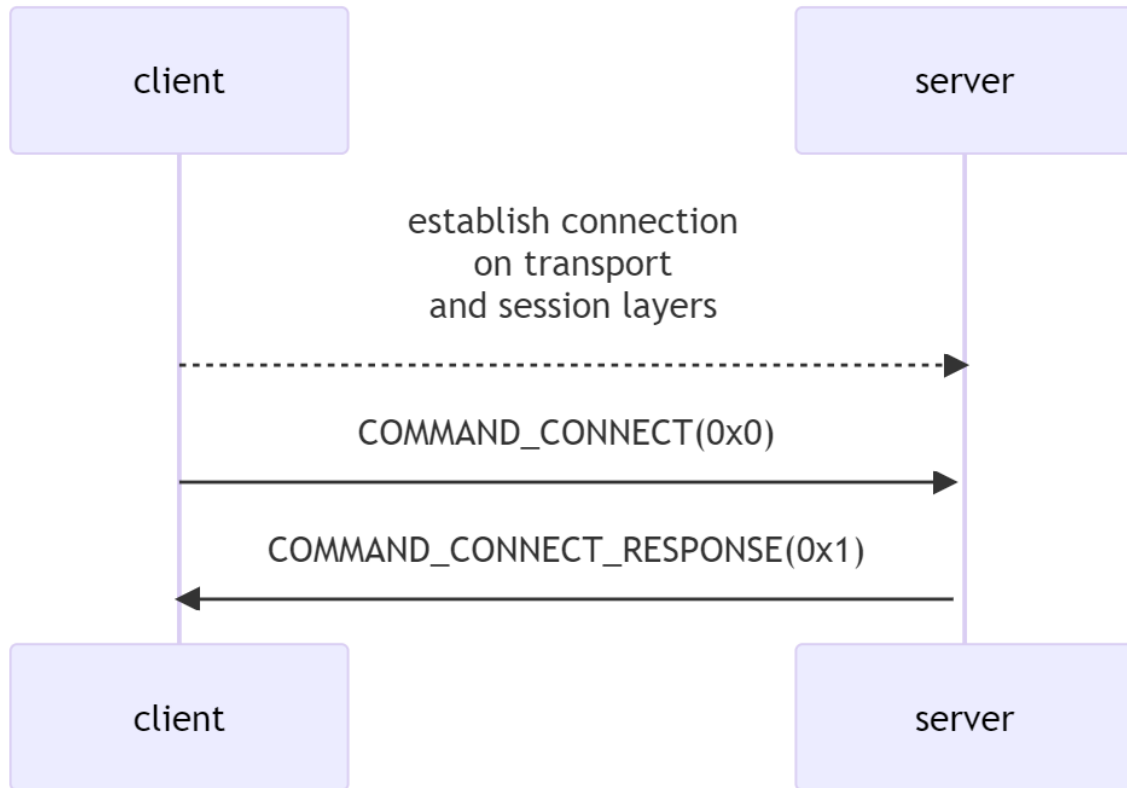 client
server
establish connection
on transport
and session layers
COMMAND_CONNECT(0x0)
COMMAND_CONNECT_RESPONSE(0x1)
client
server